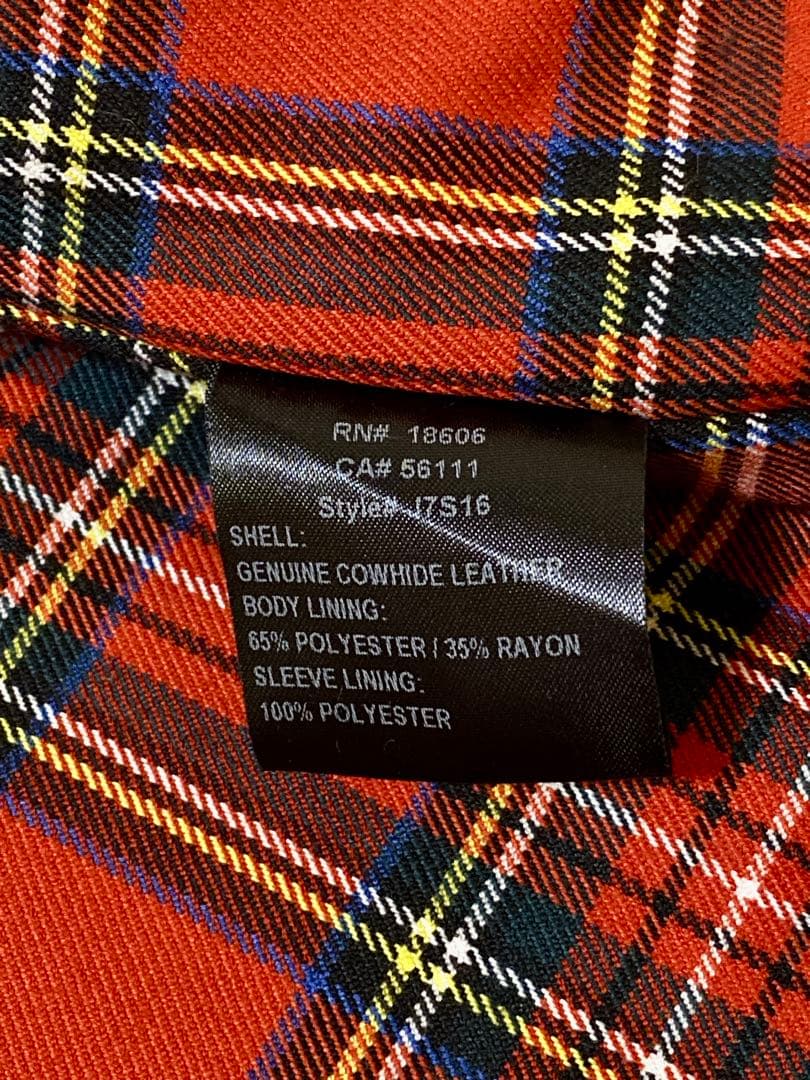 RN# 18606
CA# 56111
Style# J7S16
SHELL:
GENUINE COWHIDE LEATHER
BODY LINING:
65% POLYESTER / 35% RAYON
SLEEVE LINING:
100% POLYESTER